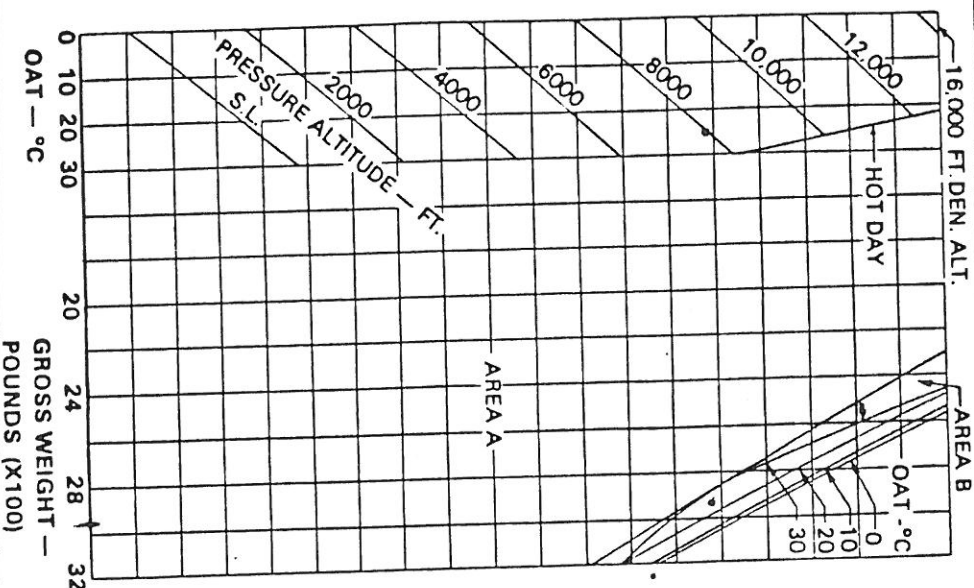 16,000 FT. DEN. ALT.
12,000
10,000
8000
6000
4000
2000
S.L.
PRESSURE ALTITUDE — FT.
HOT DAY
0
10
20
30
OAT — °C
AREA A
AREA B
OAT -°C
0
10
20
30
20
24
28
32
GROSS WEIGHT —
POUNDS (X100)